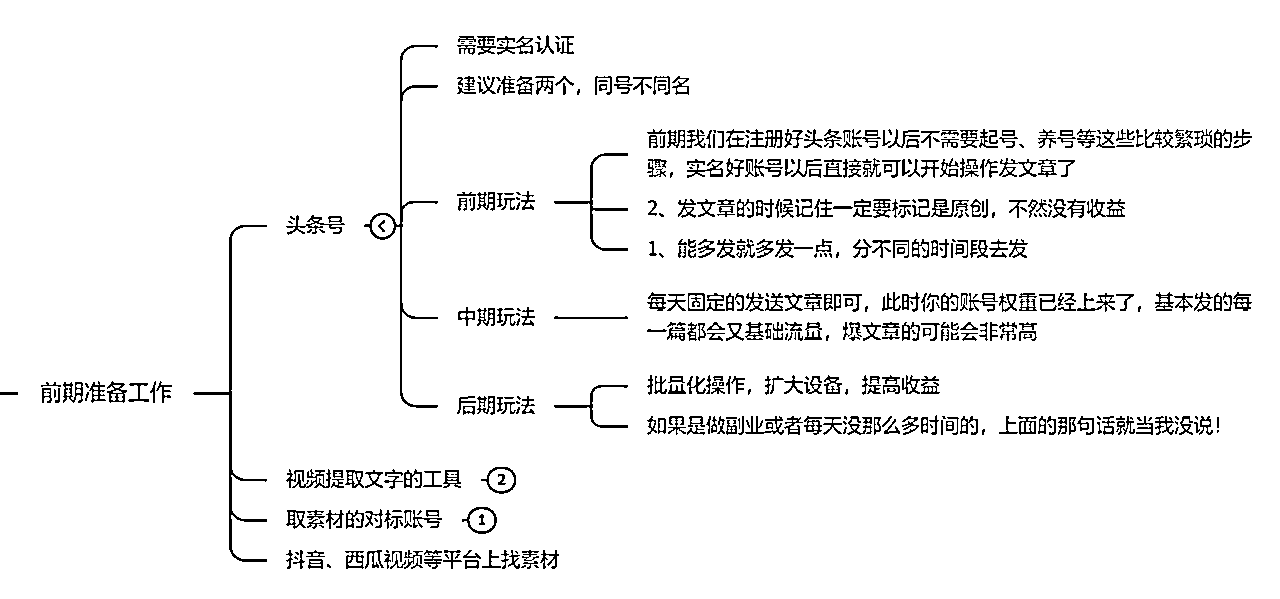 需要实名认证
建议准备两个，同号不同名
前期我们在注册好头条账号以后不需要起号、养号等这些比较繁琐的步
骤，实名好账号以后直接就可以开始操作发文章了
前期玩法
2、发文章的时候记住一定要标记是原创，不然没有收益
头条号
1、能多发就多发一点，分不同的时间段去发
每天固定的发送文章即可，此时你的账号权重已经上来了，基本发的每
中期玩法
一篇都会又基础流量，爆文章的可能会非常高
批量化操作，扩大设备，提高收益
前期准备工作
后期玩法
如果是做副业或者每天没那么多时间的，上面的那句话就当我没说！
视频提取文字的工具 2
取素材的对标账号 1
抖音、西瓜视频等平台上找素材